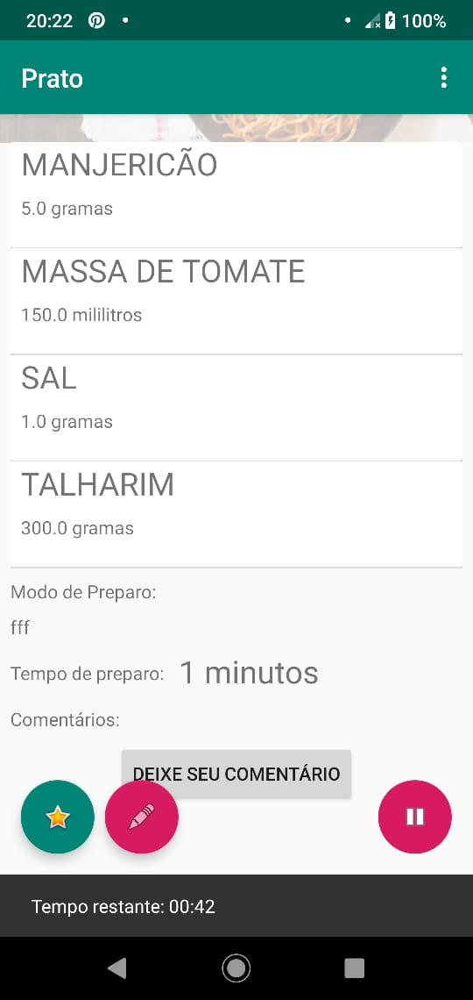 20:22
100%
Prato
MANJERICÃO
5.0 gramas
MASSA DE TOMATE
150.0 mililitros
SAL
1.0 gramas
TALHARIM
300.0 gramas
Modo de Preparo:
fff
Tempo de preparo: 1 minutos
Comentários:
DEIXE SEU COMENTÁRIO
Tempo restante: 00:42